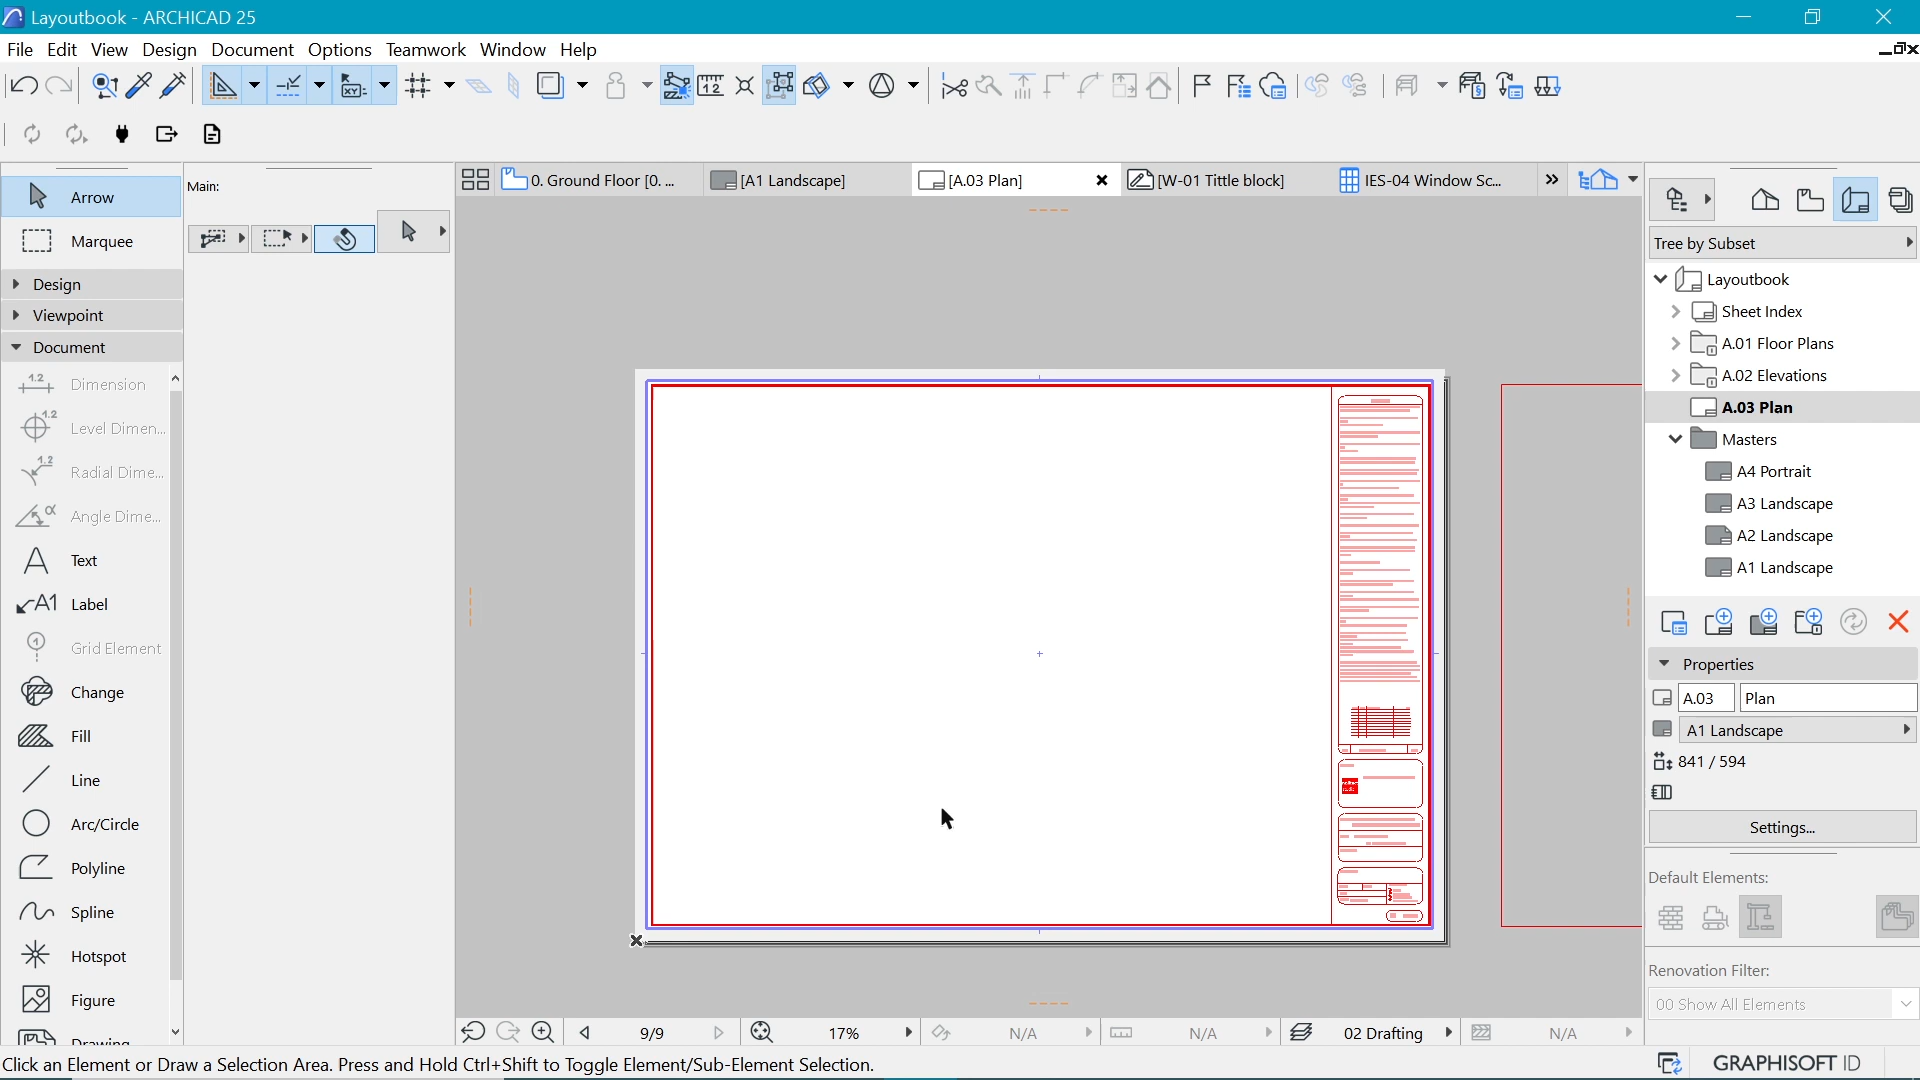 Layoutbook - ARCHICAD 25
File Edit View Design Document Options Teamwork Window Help
Main:
0. Ground Floor [0. ...
[A1 Landscape]
[A.03 Plan]
[W-01 Tittle block]
IES-04 Window Sc...
Arrow
Marquee
Design
Viewpoint
Document
Dimension
Level Dimen...
Radial Dime...
Angle Dime...
Text
Label
Grid Element
Change
Fill
Line
Arc/Circle
Polyline
Spline
Hotspot
Figure
Drawing
Tree by Subset
Layoutbook
Sheet Index
A.01 Floor Plans
A.02 Elevations
A.03 Plan
Masters
A4 Portrait
A3 Landscape
A2 Landscape
A1 Landscape
Properties
A.03 Plan
A1 Landscape
841 / 594
Settings...
Default Elements:
Renovation Filter:
00 Show All Elements
9/9 17% N/A N/A 02 Drafting N/A
Click an Element or Draw a Selection Area. Press and Hold Ctrl+Shift to Toggle Element/Sub-Element Selection.
GRAPHISOFT ID